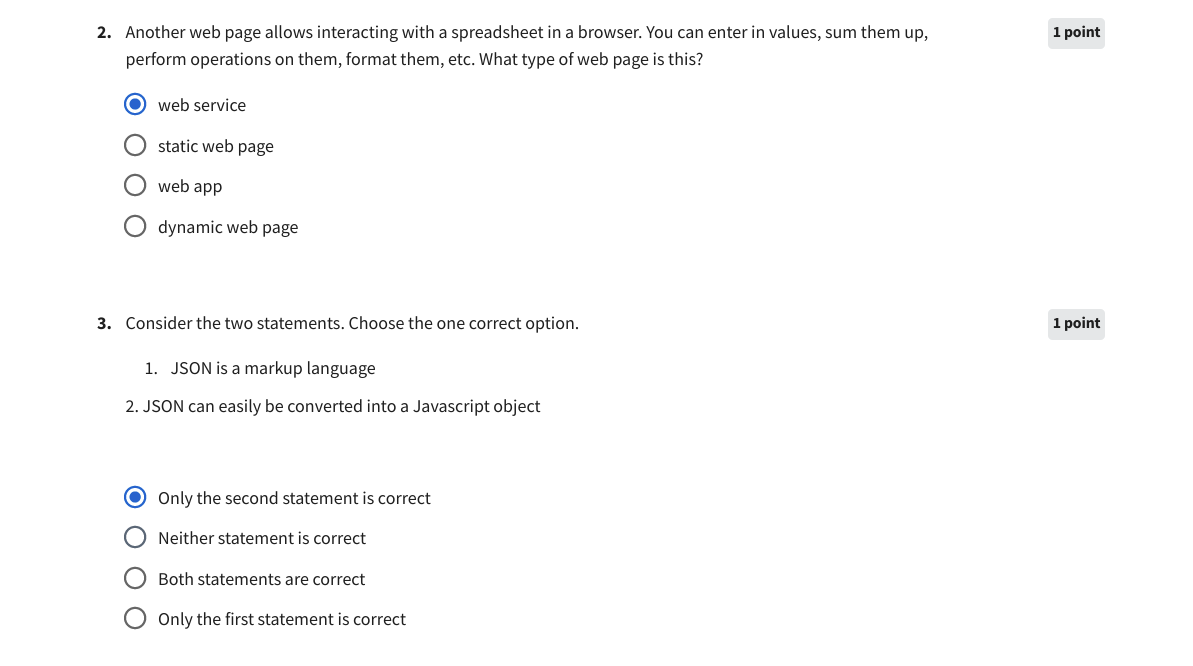 2. Another web page allows interacting with a spreadsheet in a browser. You can enter in values, sum them up, 1 point
perform operations on them, format them, etc. What type of web page is this?
web service
static web page
web app
dynamic web page
3. Consider the two statements. Choose the one correct option. 1 point
1. JSON is a markup language
2. JSON can easily be converted into a Javascript object
Only the second statement is correct
Neither statement is correct
Both statements are correct
Only the first statement is correct